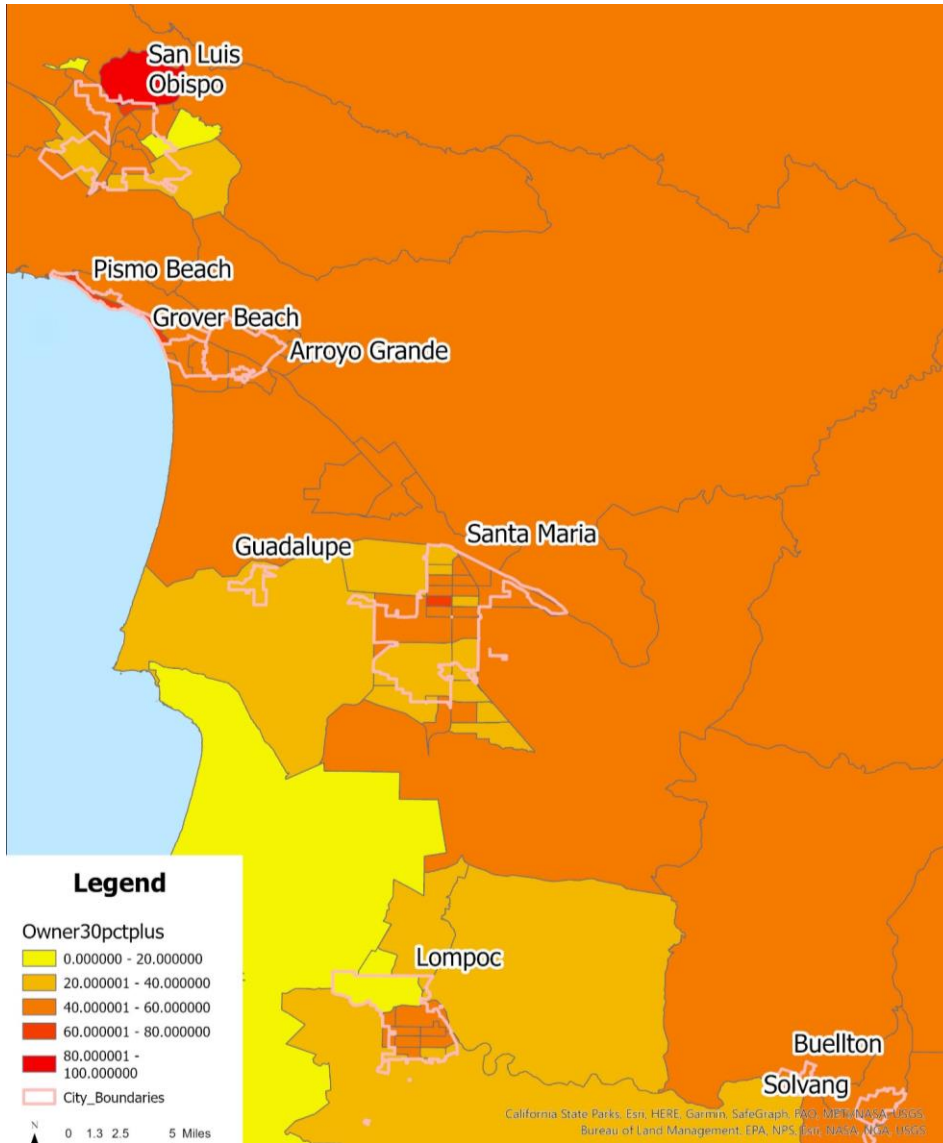 San Luis
Obispo
Pismo Beach
Grover Beach
Arroyo Grande
Santa Maria
Guadalupe
Lompoc
Buellton
Solvang
Legend
Owner30pctplus
0.000000 - 20.000000
20.000001 - 40.000000
40.000001 - 60.000000
60.000001 - 80.000000
80.000001 -
100.000000
City_Boundaries
N
0 1.3 2.5 5 Miles
California State Parks, Esri, HERE, Garmin, SafeGraph, FAO, METI/NASA, USGS,
Bureau of Land Management, EPA, NPS, Esri, NASA, NGA, USGS